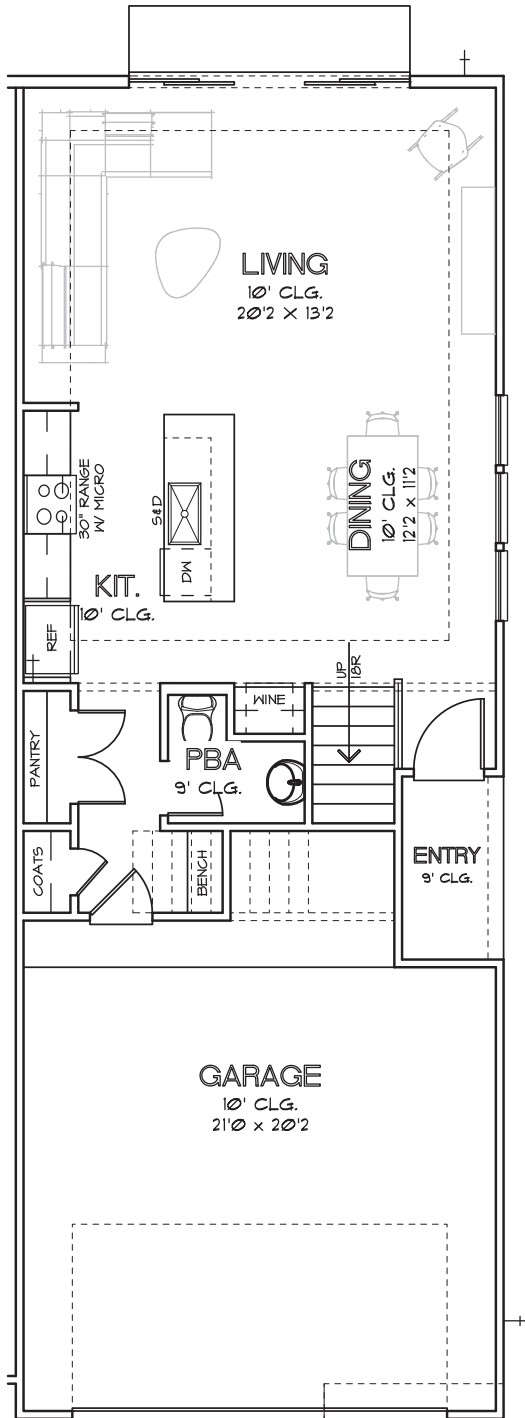 LIVING
10' CLG.
20'2 X 13'2
DINING
10' CLG.
12'2 x 11'2
30" RANGE
W/ MICRO
S&D
DW
KIT.
10' CLG.
REF
UP
18R
WINE
PANTRY
PBA
9' CLG.
COATS
BENCH
ENTRY
9' CLG.
GARAGE
10' CLG.
21'0 x 20'2